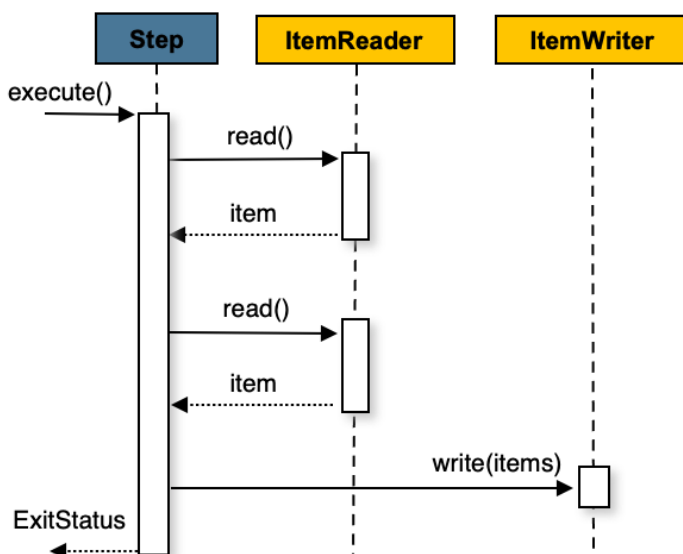 Step
ItemReader
ItemWriter
execute()
read()
item
read()
item
write(items)
ExitStatus